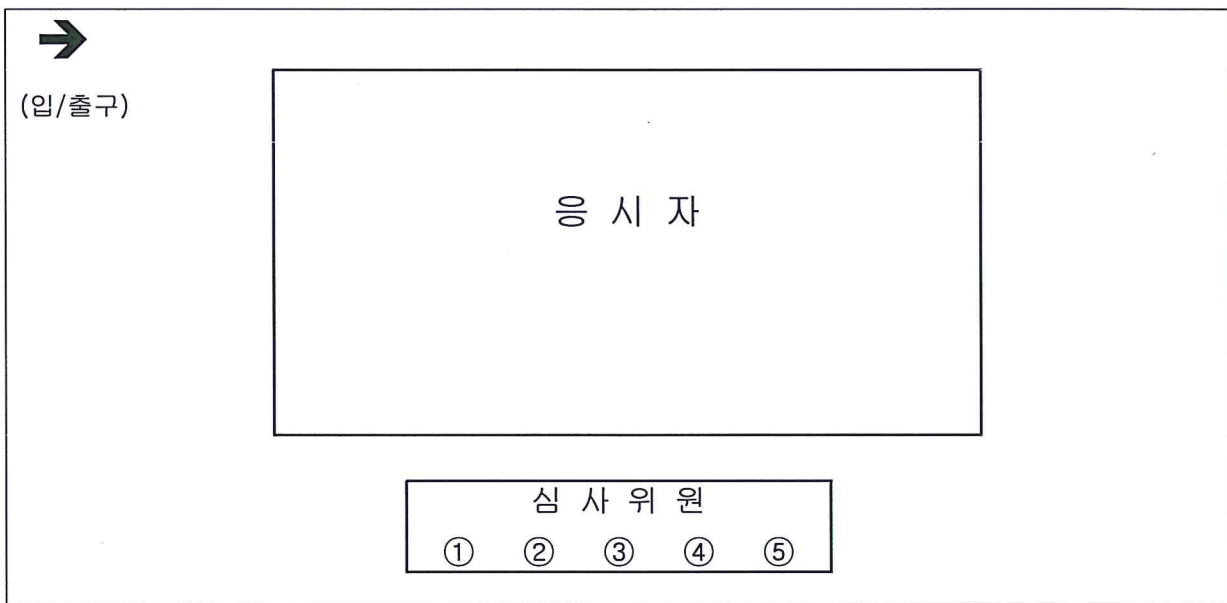 (입/출구)
응 시 자
심 사 위 원
① ② ③ ④ ⑤